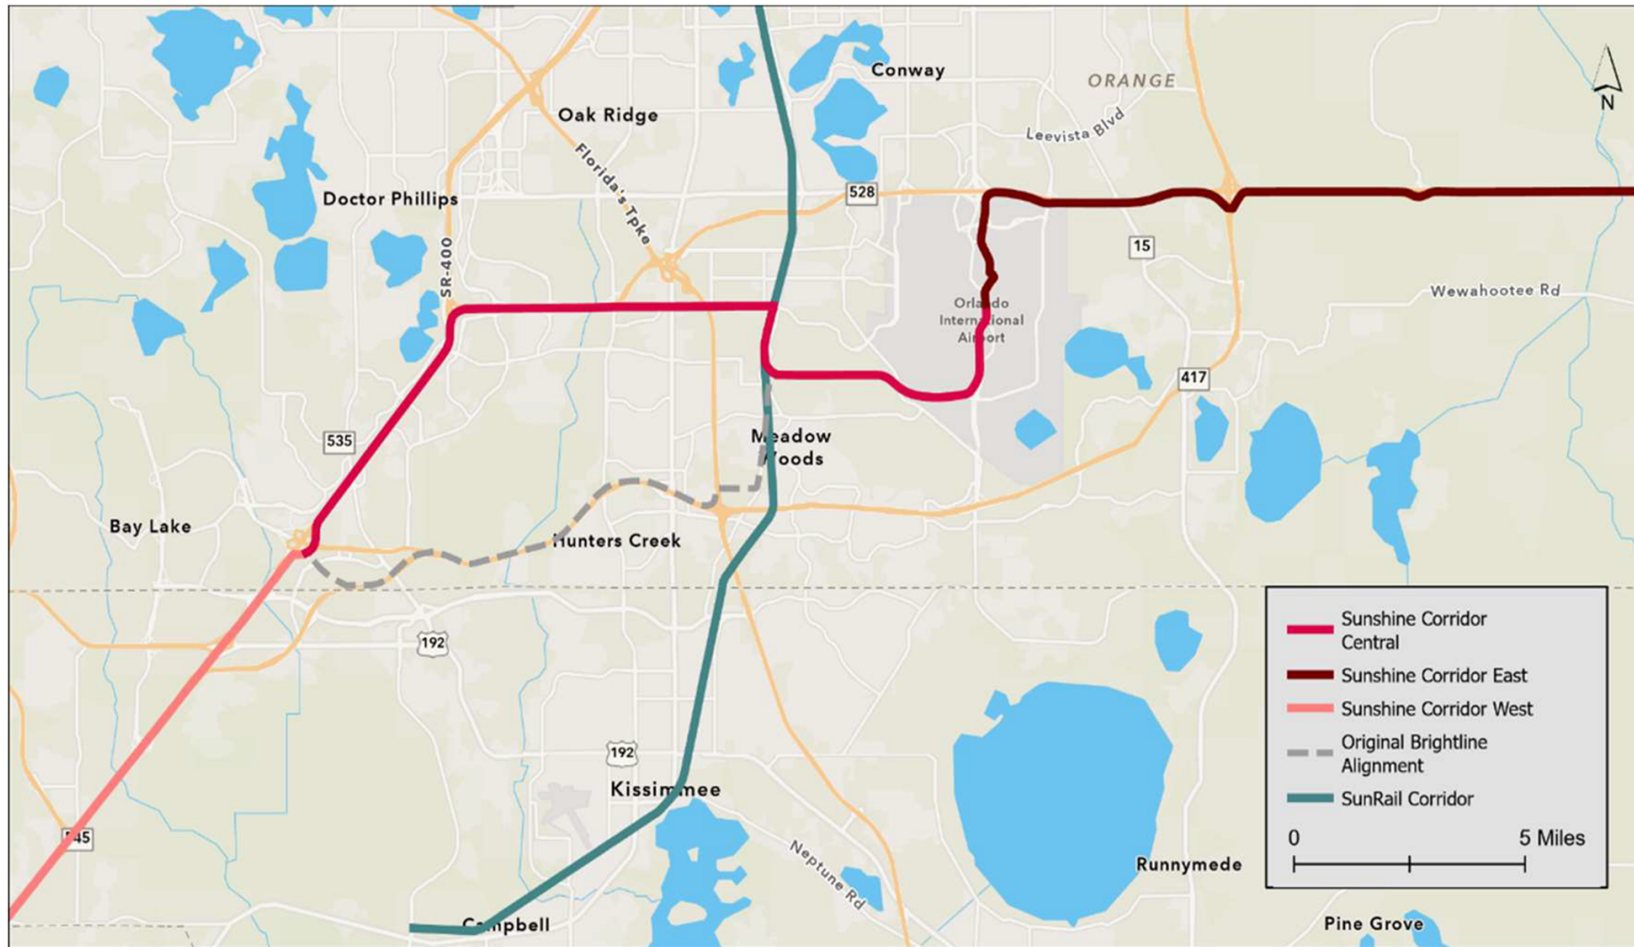 Conway
ORANGE
N
Oak Ridge
Leevista Blvd
Florida's Tpke
Doctor Phillips
528
SR-400
15
Wewahootee Rd
Orlando
International
Airport
417
535
Meadow
Woods
Bay Lake
Hunters Creek
192
192
Kissimmee
545
Neptune Rd
Runnymede
Campbell
Pine Grove
Sunshine Corridor
Central
Sunshine Corridor East
Sunshine Corridor West
Original Brightline
Alignment
SunRail Corridor
0 5 Miles